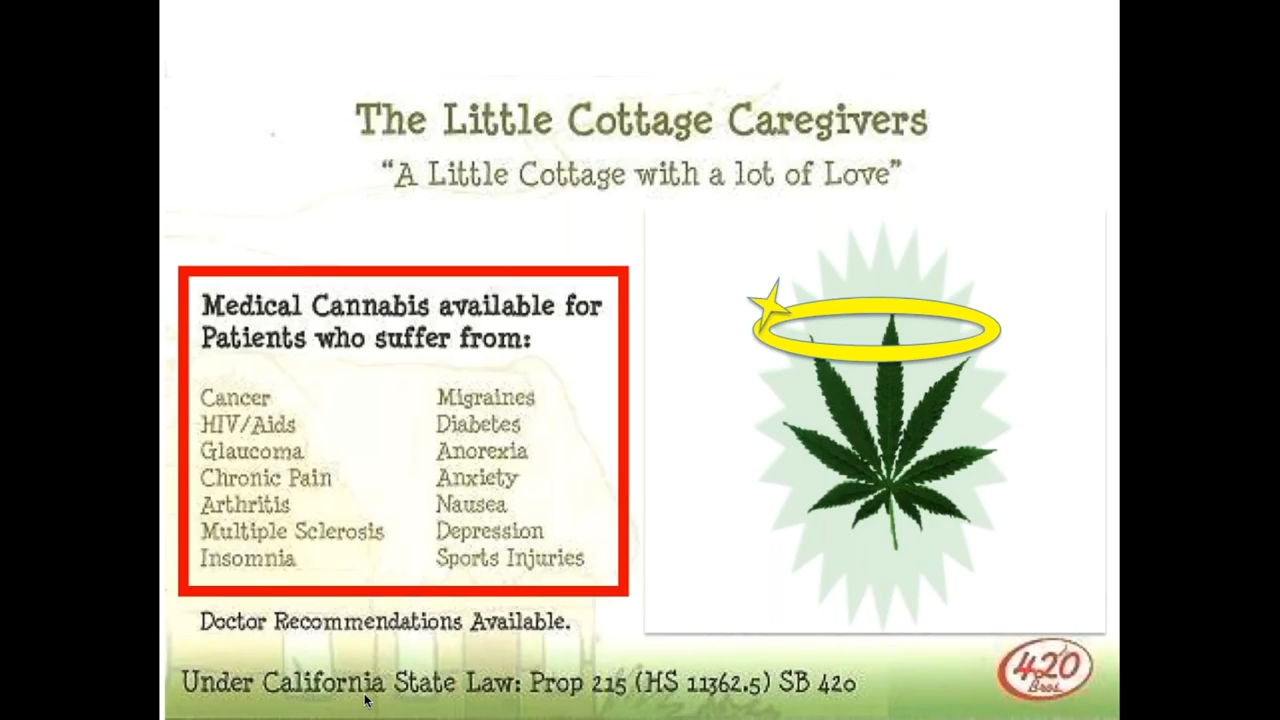 The Little Cottage Caregivers
“A Little Cottage with a lot of Love”
Medical Cannabis available for
Patients who suffer from:
Cancer
HIV/Aids
Glaucoma
Chronic Pain
Arthritis
Multiple Sclerosis
Insomnia
Migraines
Diabetes
Anorexia
Anxiety
Nausea
Depression
Sports Injuries
Doctor Recommendations Available.
Under California State Law: Prop 215 (HS 11362.5) SB 420
420
Bros.